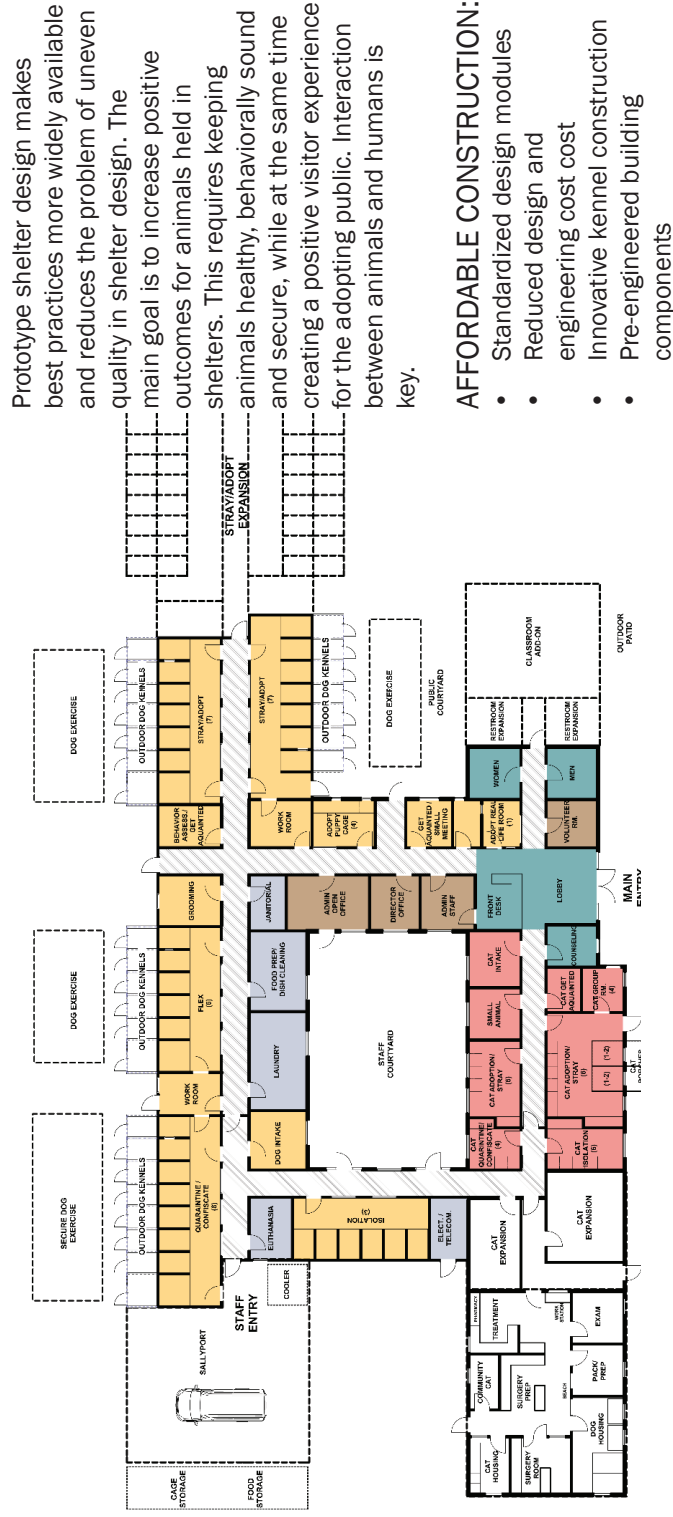 Prototype shelter design makes
best practices more widely available
and reduces the problem of uneven
quality in shelter design. The
main goal is to increase positive
outcomes for animals held in
shelters. This requires keeping
animals healthy, behaviorally sound
and secure, while at the same time
creating a positive visitor experience
for the adopting public. Interaction
between animals and humans is
key.
AFFORDABLE CONSTRUCTION:
• Standardized design modules
• Reduced design and
engineering cost cost
• Innovative kennel construction
• Pre-engineered building
components
SECURE DOG
EXERCISE
DOG EXERCISE
DOG EXERCISE
OUTDOOR DOG KENNELS
OUTDOOR DOG KENNELS
OUTDOOR DOG KENNELS
CAGE
STORAGE
FOOD
STORAGE
SALLYPORT
STAFF
ENTRY
COOLER
QUARAINTINE /
CONFISCATE
(8)
WORK
ROOM
FLEX
(6)
GROOMING
BEHAVIOR
ASSESS./
GET
AQUAINTED
STRAY/ADOPT
(7)
STRAY/ADOPT
EXPANSION
EUTHANASIA
DOG INTAKE
LAUNDRY
FOOD PREP/
DISH CLEANING
JANITORIAL
WORK
ROOM
STRAY/ADOPT
(7)
OUTDOOR DOG KENNELS
ISOLATION
(3)
ELECT./
TELECOM.
STAFF
COURTYARD
ADMIN
OPEN
OFFICE
DIRECTOR
OFFICE
ADMIN
STAFF
ADOPT
PUPPY
CAGE
(4)
GET
AQUAINTED /
SMALL
MEETING
ADOPT REAL
-LIFE ROOM
(1)
DOG EXERCISE
PUBLIC
COURTYARD
CAT
EXPANSION
CAT
QUARANTINE/
CONFISCATE
(4)
CAT ADOPTION/
STRAY
(6)
SMALL
ANIMAL
CAT
INTAKE
FRONT
DESK
LOBBY
WOMEN
MEN
VOLUNTEER
RM.
RESTROOM
EXPANSION
RESTROOM
EXPANSION
CLASSROOM
ADD-ON
OUTDOOR
PATIO
CAT
HOUSING
COMMUNITY
CAT
PHARMACY
TREATMENT
SURGERY
ROOM
SURGERY
PREP
WORK
STATION
DOG
HOUSING
PACK/
PREP
EXAM
CAT
EXPANSION
CAT
ISOLATION
(5)
CAT ADOPTION/
STRAY
(6)
(1-2)
(1-2)
CAT GET
AQUAINTED
CAT GROUP
RM.
(4)
COUNSELING
CAT
MAIN
ENTRY